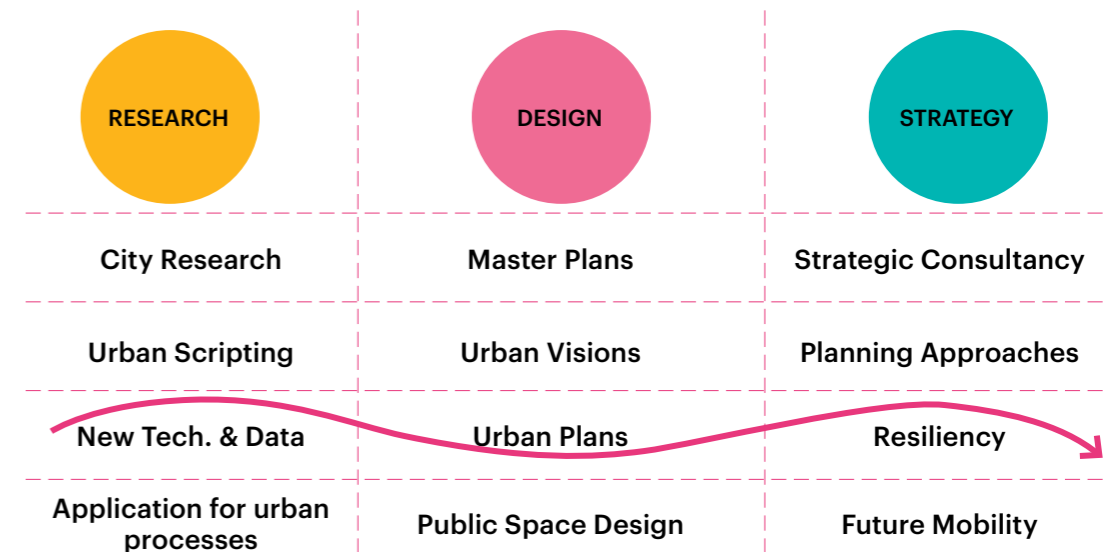 RESEARCH
DESIGN
STRATEGY
City Research
Master Plans
Strategic Consultancy
Urban Scripting
Urban Visions
Planning Approaches
New Tech. & Data
Urban Plans
Resiliency
Application for urban
processes
Public Space Design
Future Mobility